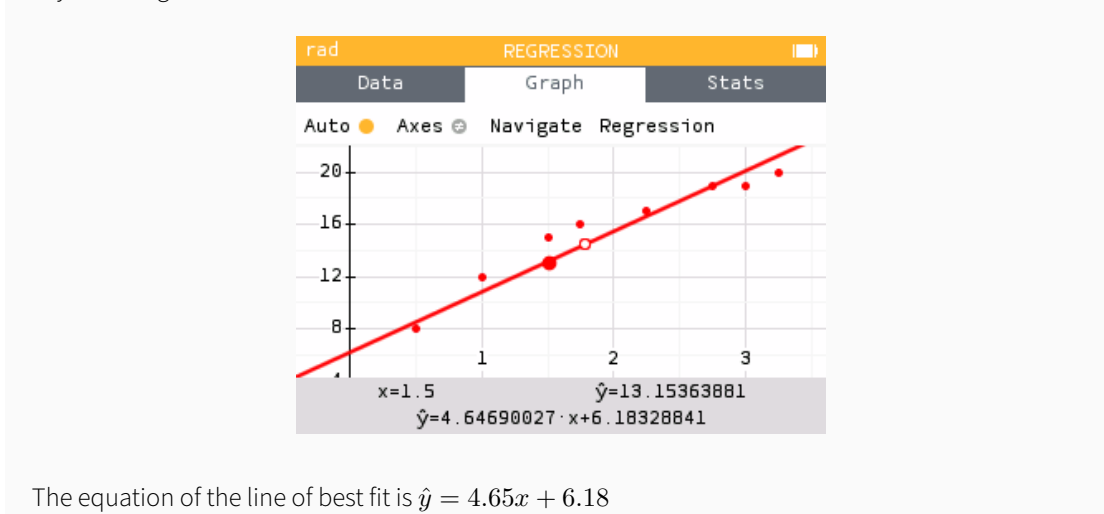 rad REGRESSION
Data Graph Stats
Auto Axes Navigate Regression
20
16
12
8
1 2 3
x=1.5 ŷ=13.15363881
ŷ=4.64690027·x+6.18328841
The equation of the line of best fit is ŷ = 4.65x + 6.18